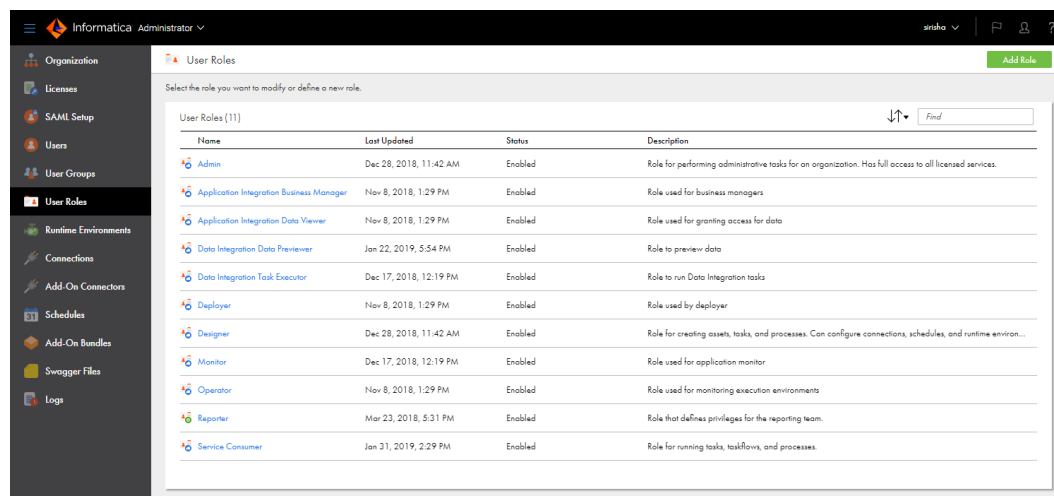 Informatica Administrator
sirisha
?
Organization
Licenses
SAML Setup
Users
User Groups
User Roles
Runtime Environments
Connections
Add-On Connectors
31 Schedules
Add-On Bundles
Swagger Files
Logs
User Roles
Add Role
Select the role you want to modify or define a new role.
User Roles (11)
Find
Name Last Updated Status Description
Admin Dec 28, 2018, 11:42 AM Enabled Role for performing administrative tasks for an organization. Has full access to all licensed services.
Application Integration Business Manager Nov 8, 2018, 1:29 PM Enabled Role used for business managers
Application Integration Data Viewer Nov 8, 2018, 1:29 PM Enabled Role used for granting access for data
Data Integration Data Previewer Jan 22, 2019, 5:54 PM Enabled Role to preview data
Data Integration Task Executor Dec 17, 2018, 12:19 PM Enabled Role to run Data Integration tasks
Deployer Nov 8, 2018, 1:29 PM Enabled Role used by deployer
Designer Dec 28, 2018, 11:42 AM Enabled Role for creating assets, tasks, and processes. Can configure connections, schedules, and runtime environ...
Monitor Dec 17, 2018, 12:19 PM Enabled Role used for application monitor
Operator Nov 8, 2018, 1:29 PM Enabled Role used for monitoring execution environments
Reporter Mar 23, 2018, 5:31 PM Enabled Role that defines privileges for the reporting team.
Service Consumer Jan 31, 2019, 2:29 PM Enabled Role for running tasks, taskflows, and processes.